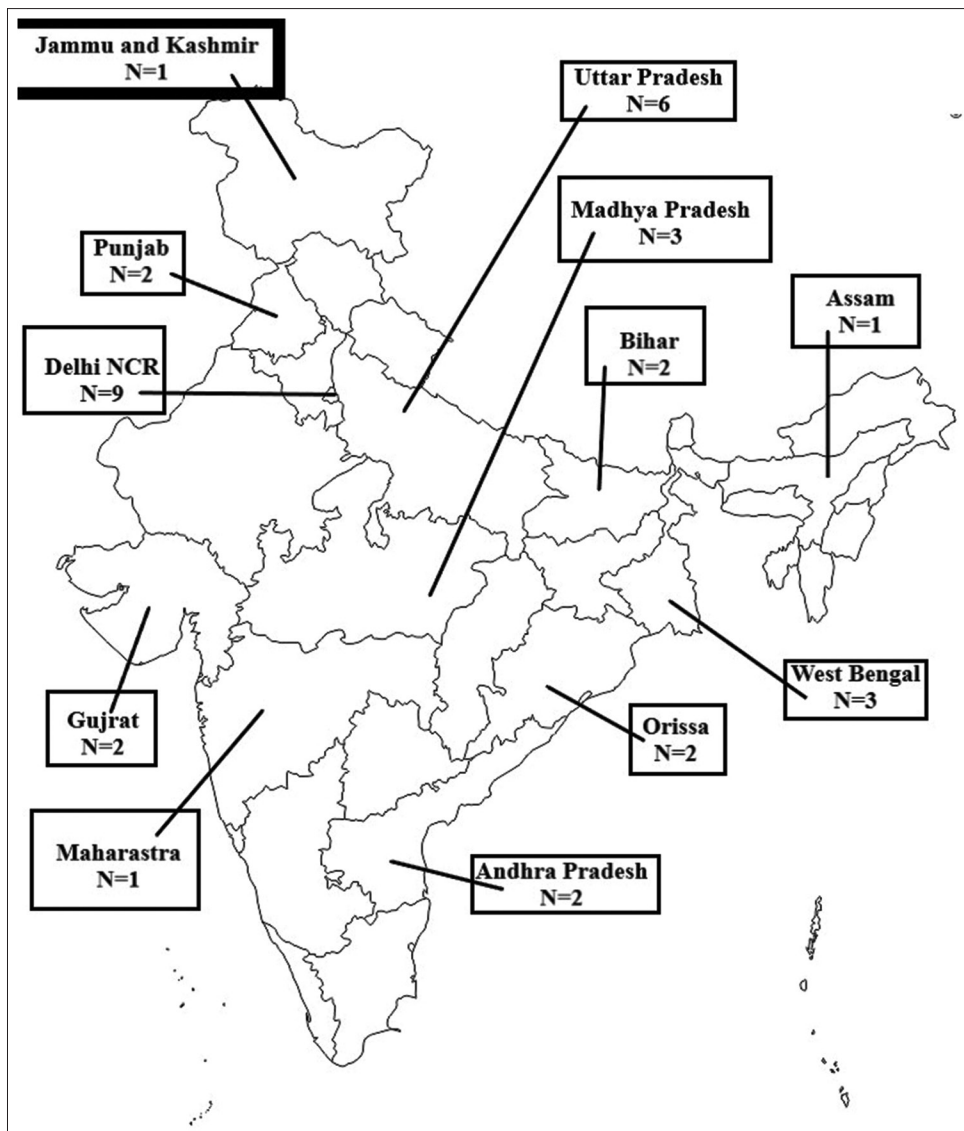 Jammu and Kashmir
N=1
Uttar Pradesh
N=6
Madhya Pradesh
N=3
Punjab
N=2
Assam
N=1
Delhi NCR
N=9
Bihar
N=2
West Bengal
N=3
Gujrat
N=2
Orissa
N=2
Maharastra
N=1
Andhra Pradesh
N=2